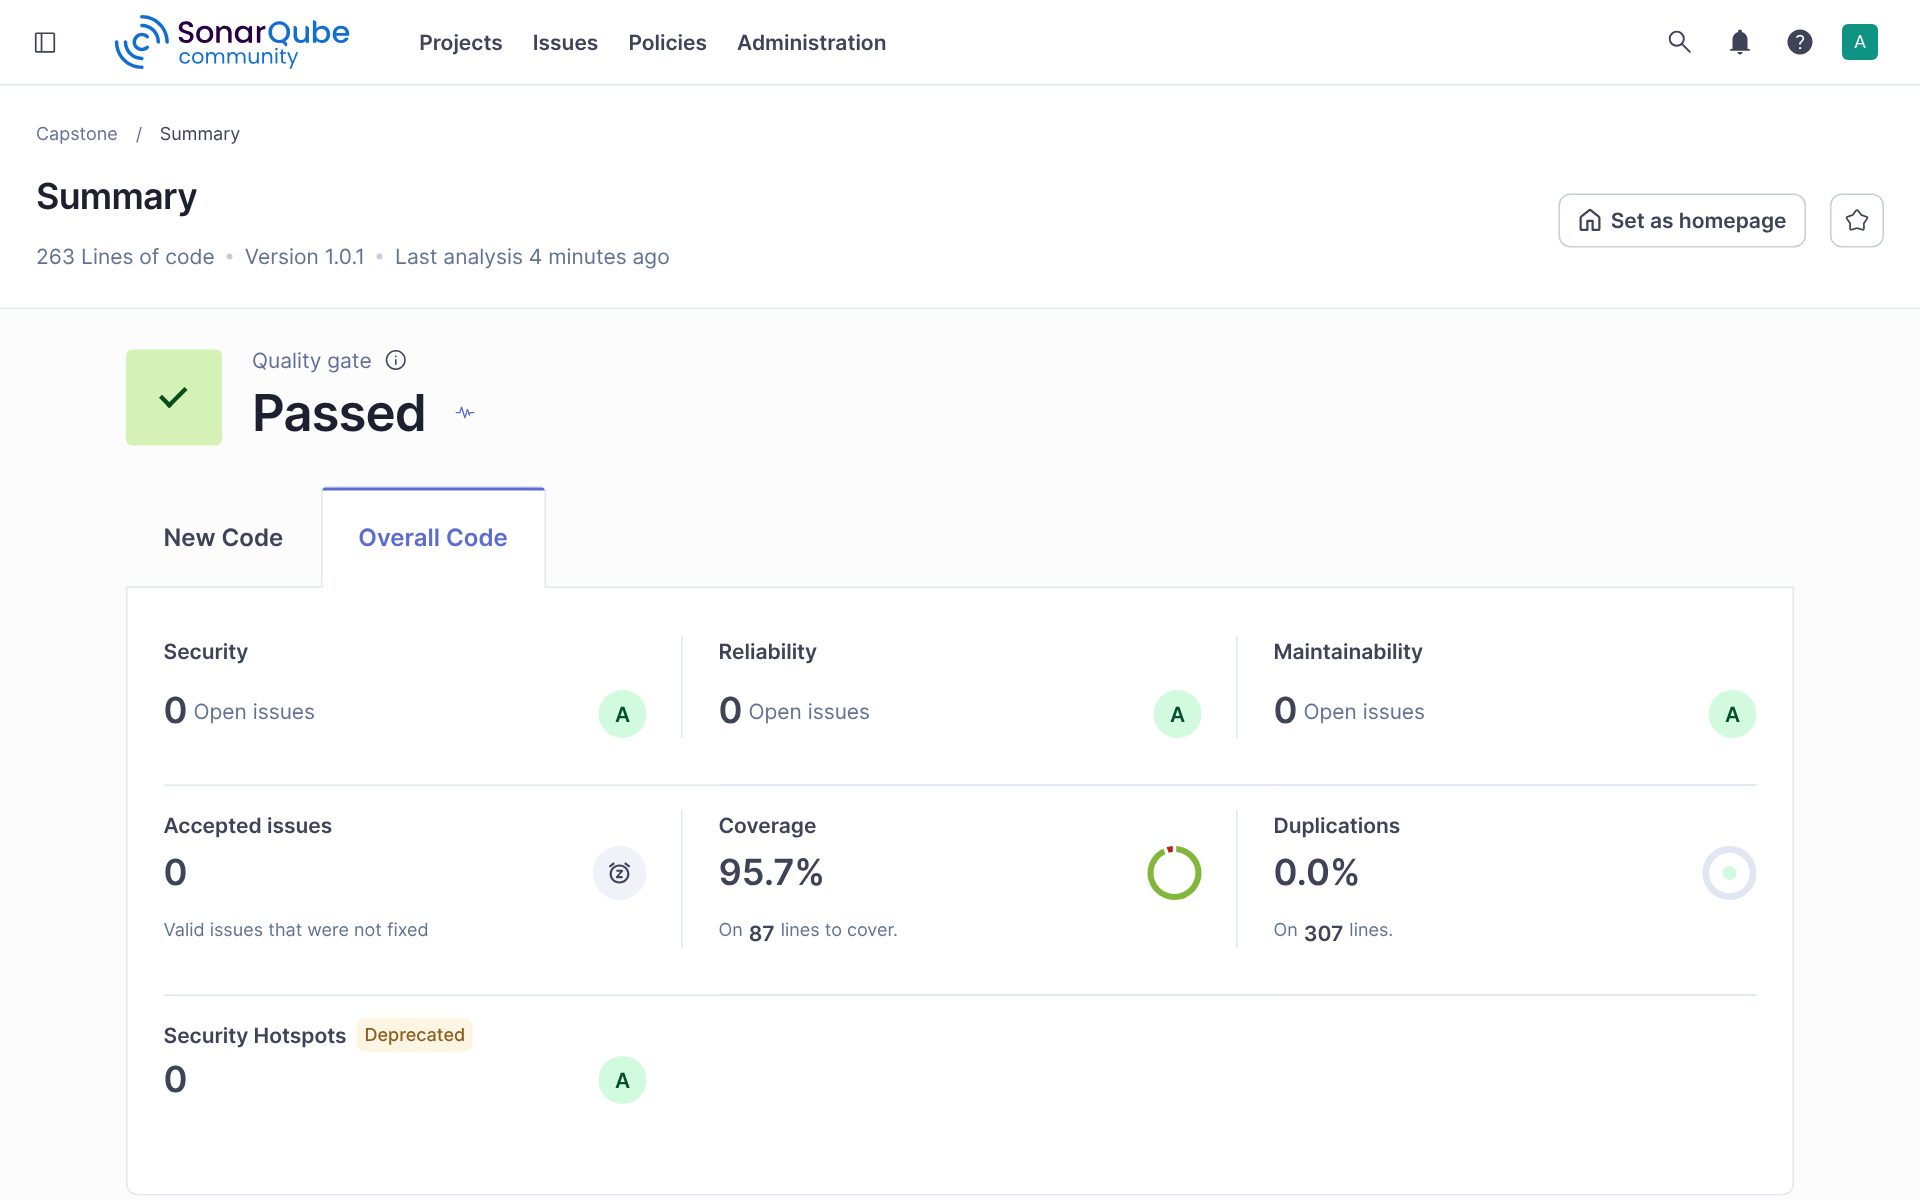 SonarQube community
Projects Issues Policies Administration
? A
Capstone / Summary
Summary
263 Lines of code • Version 1.0.1 • Last analysis 4 minutes ago
Set as homepage
Quality gate
Passed
New Code Overall Code
Security
0 Open issues A
Reliability
0 Open issues A
Maintainability
0 Open issues A
Accepted issues
0
Valid issues that were not fixed
Coverage
95.7%
On 87 lines to cover.
Duplications
0.0%
On 307 lines.
Security Hotspots Deprecated
0 A